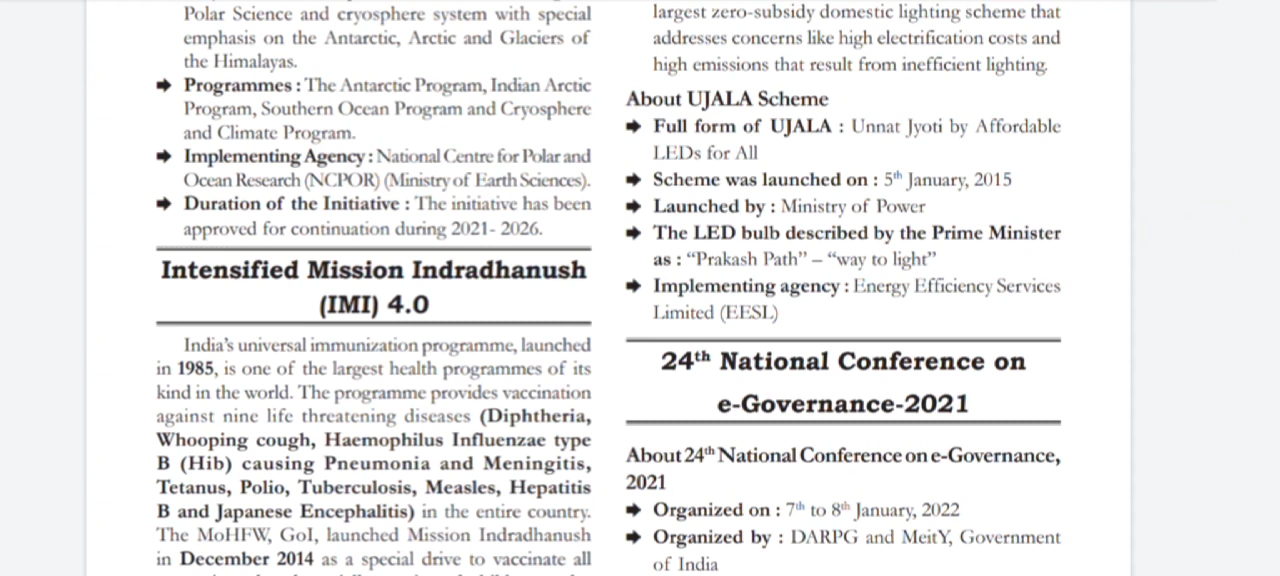 Polar Science and cryosphere system with special
emphasis on the Antarctic, Arctic and Glaciers of
the Himalayas.
➡ Programmes : The Antarctic Program, Indian Arctic
Program, Southern Ocean Program and Cryosphere
and Climate Program.
➡ Implementing Agency : National Centre for Polar and
Ocean Research (NCPOR) (Ministry of Earth Sciences).
➡ Duration of the Initiative : The initiative has been
approved for continuation during 2021- 2026.
Intensified Mission Indradhanush
(IMI) 4.0
India's universal immunization programme, launched
in 1985, is one of the largest health programmes of its
kind in the world. The programme provides vaccination
against nine life threatening diseases (Diphtheria,
Whooping cough, Haemophilus Influenzae type
B (Hib) causing Pneumonia and Meningitis,
Tetanus, Polio, Tuberculosis, Measles, Hepatitis
B and Japanese Encephalitis) in the entire country.
The MoHFW, GoI, launched Mission Indradhanush
in December 2014 as a special drive to vaccinate all
largest zero-subsidy domestic lighting scheme that
addresses concerns like high electrification costs and
high emissions that result from inefficient lighting.
About UJALA Scheme
➡ Full form of UJALA : Unnat Jyoti by Affordable
LEDs for All
➡ Scheme was launched on : 5th January, 2015
➡ Launched by : Ministry of Power
➡ The LED bulb described by the Prime Minister
as : “Prakash Path” – “way to light”
➡ Implementing agency : Energy Efficiency Services
Limited (EESL)
24th National Conference on
e-Governance-2021
About 24th National Conference on e-Governance,
2021
➡ Organized on : 7th to 8th January, 2022
➡ Organized by : DARPG and MeitY, Government
of India